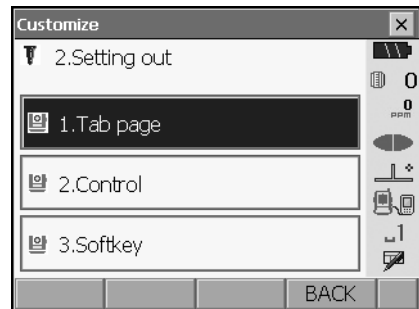 Customize
2.Setting out
0
1.Tab page
0
PPM
2.Control
3.Softkey
1
BACK